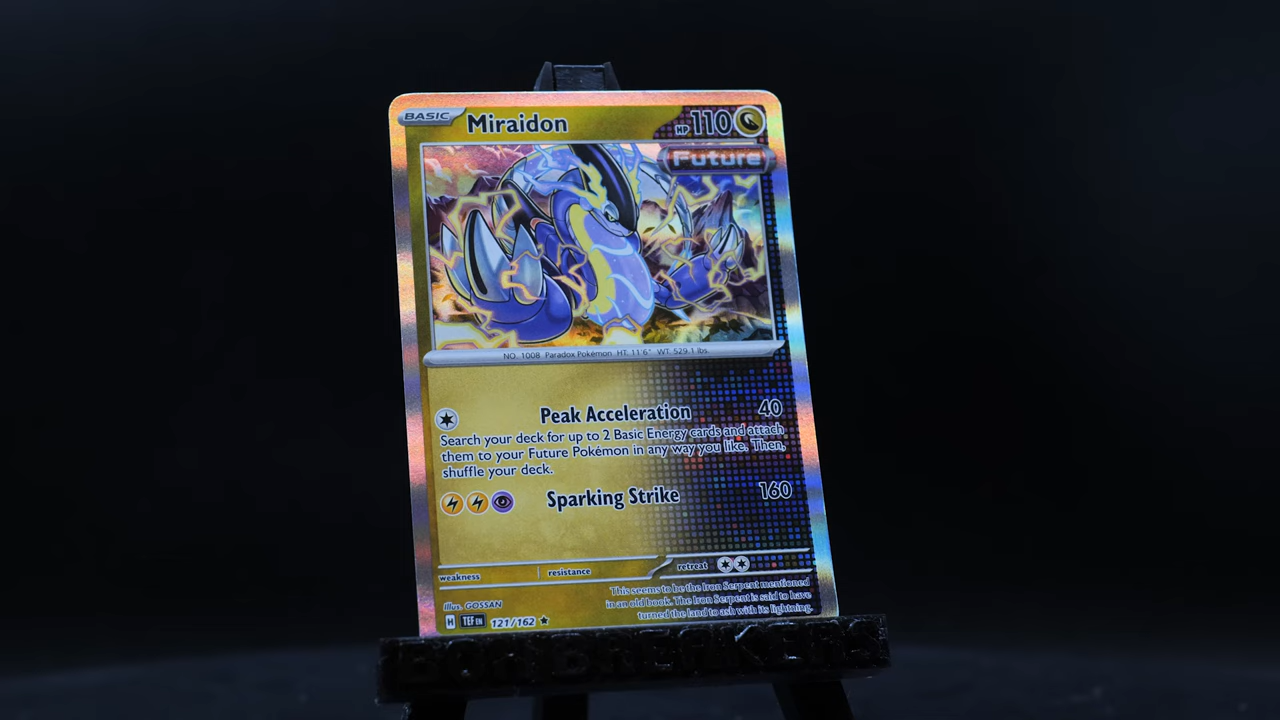 BASIC Miraidon HP 110
Future
NO. 1008 Paradox Pokémon HT. 11'6" WT. 529.1 lbs.
Peak Acceleration 40
Search your deck for up to 2 Basic Energy cards and attach
them to your Future Pokémon in any way you like. Then,
shuffle your deck.
Sparking Strike 160
weakness resistance retreat
This seems to be the Iron Serpent mentioned
in an old book. The Iron Serpent is said to have
turned the land to ash with its lightning.
Illus. GOSSAN
H TEF EN 121/162